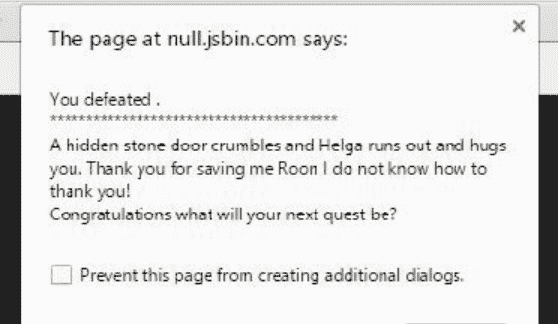 The page at null.jsbin.com says:
You defeated .
****************************************
A hidden stone door crumbles and Helga runs out and hugs
you. Thank you for saving me Roon I do not know how to
thank you!
Congratulations what will your next quest be?
Prevent this page from creating additional dialogs.